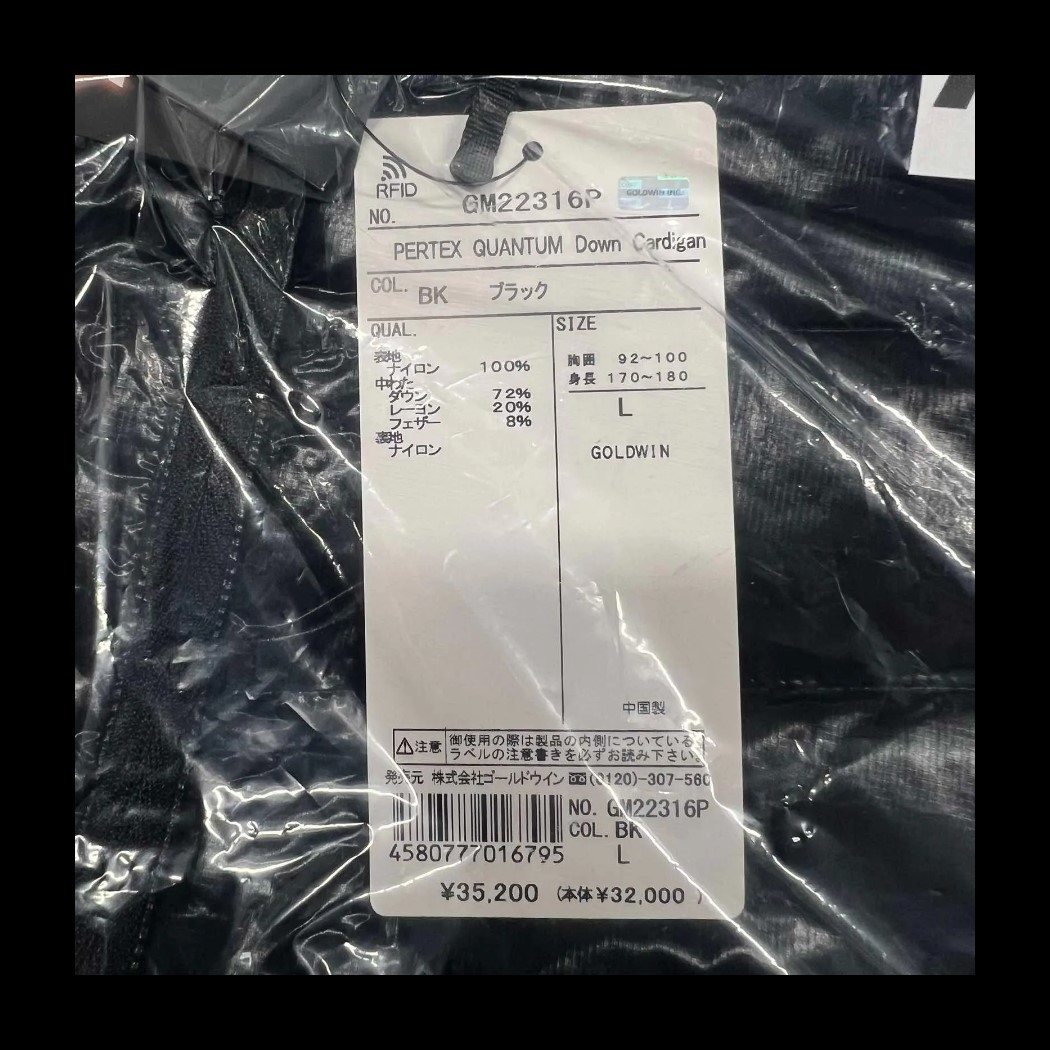 RFID
NO. GM22316P
GOLDWIN INC.
PERTEX QUANTUM Down Cardigan
COL. BK ブラック
QUAL.
表地
ナイロン 100%
中わた
ダウン 72%
レーヨン 20%
フェザー 8%
裏地
ナイロン
SIZE
胸囲 92~100
身長 170~180
L
GOLDWIN
中国製
注意 御使用の際は製品の内側についている
ラベルの注意書きを必ずお読み下さい。
発売元 株式会社ゴールドウイン (0120)-307-560
NO. GM22316P
COL. BK
4580777016795 L
¥35,200 (本体¥32,000 )